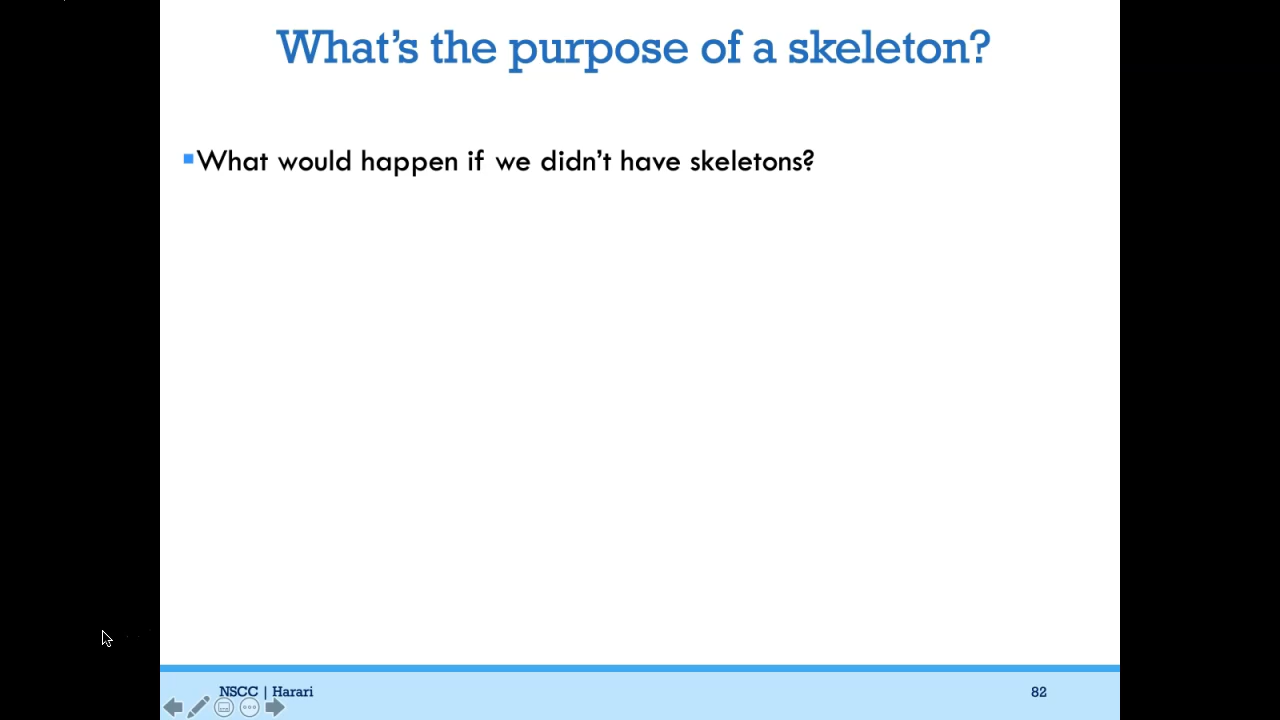 What's the purpose of a skeleton?
What would happen if we didn't have skeletons?
NSCC | Harari
82